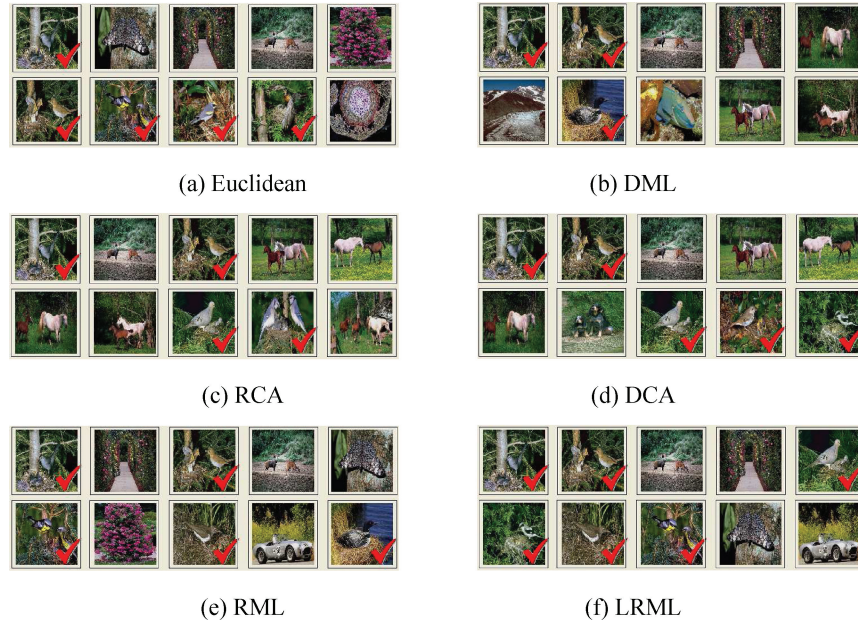 (a) Euclidean
(b) DML
(c) RCA
(d) DCA
(e) RML
(f) LRML